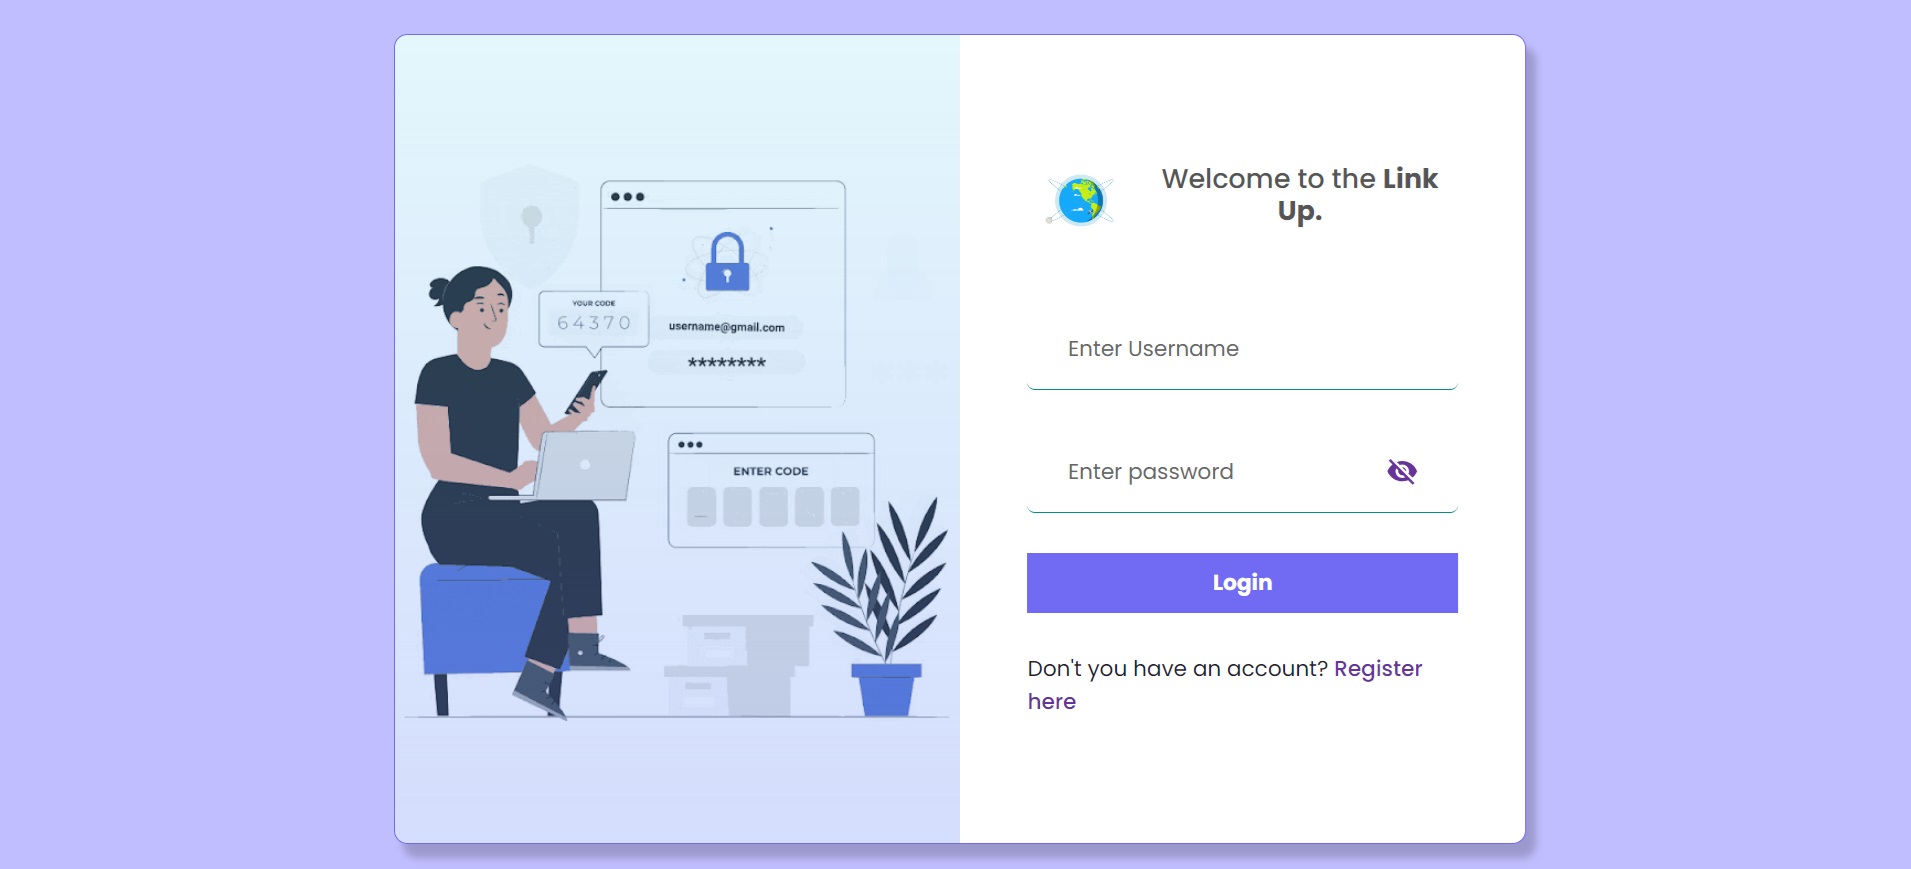 YOUR CODE
64370
username@gmail.com
********
ENTER CODE
Welcome to the Link
Up.
Enter Username
Enter password
Login
Don't you have an account? Register
here